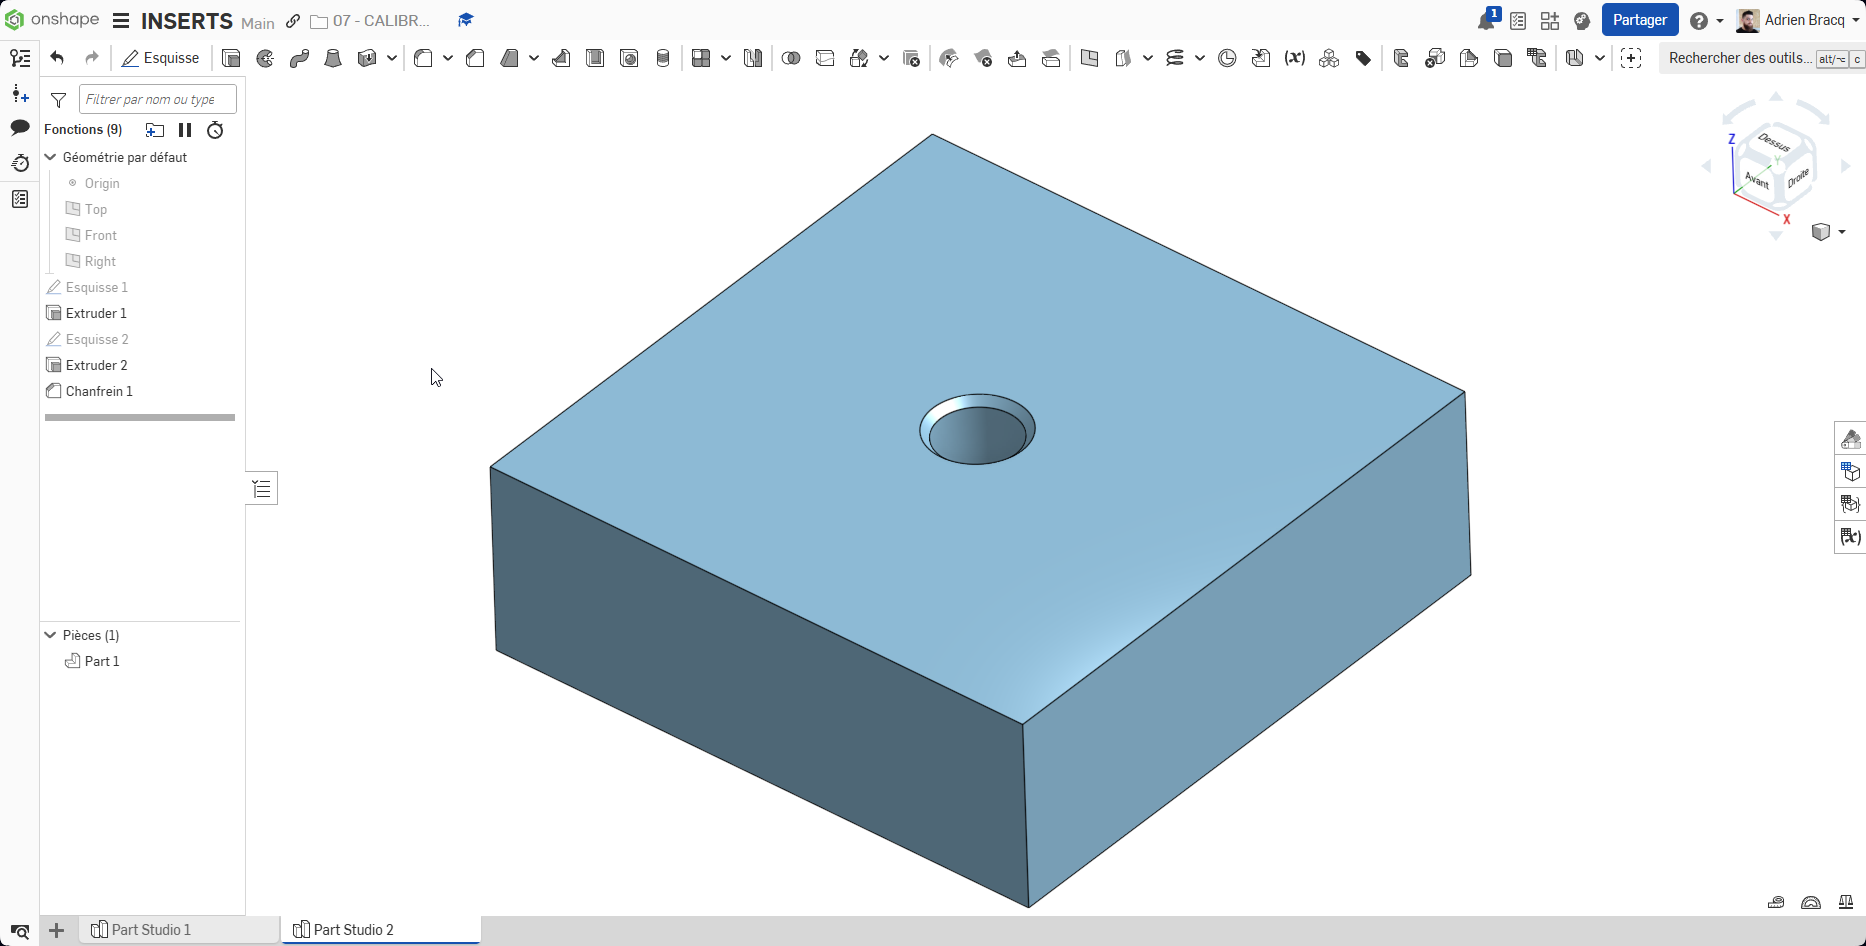 onshape
INSERTS Main
07 - CALIBR...
1
Partager
Adrien Bracq
Esquisse
(x)
Rechercher des outils... alt/⌥ c
Filtrer par nom ou type
Fonctions (9)
Géométrie par défaut
Origin
Top
Front
Right
Esquisse 1
Extruder 1
Esquisse 2
Extruder 2
Chanfrein 1
Z
Dessus
Y
Avant
Droite
X
(x)
Pièces (1)
Part 1
Part Studio 1
Part Studio 2